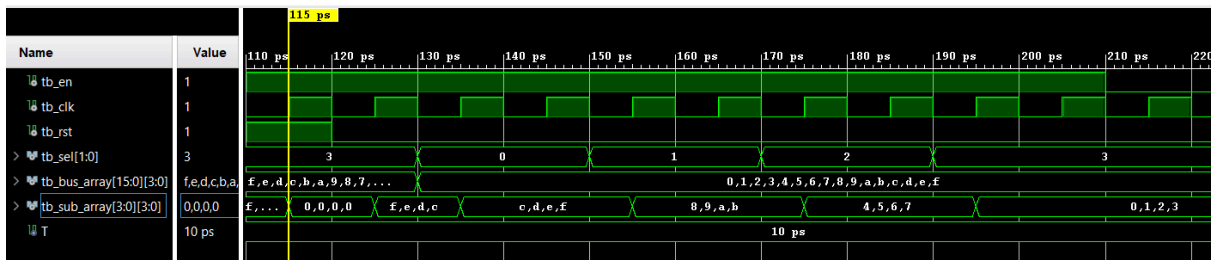 115 ps
Name Value 110 ps 120 ps 130 ps 140 ps 150 ps 160 ps 170 ps 180 ps 190 ps 200 ps 210 ps 220
tb_en 1
tb_clk 1
tb_rst 1
tb_sel[1:0] 3 3 0 1 2 3
tb_bus_array[15:0][3:0] f,e,d,c,b,a, f,e,d,c,b,a,9,8,7,... 0,1,2,3,4,5,6,7,8,9,a,b,c,d,e,f
tb_sub_array[3:0][3:0] 0,0,0,0 f,... 0,0,0,0 f,e,d,c c,d,e,f 8,9,a,b 4,5,6,7 0,1,2,3
T 10 ps 10 ps